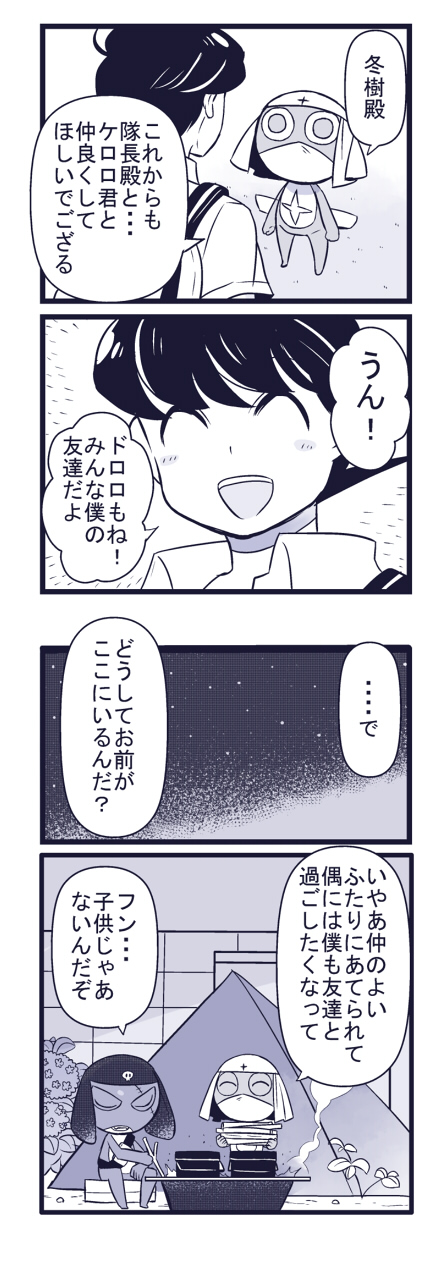 冬樹殿
これからも
隊長殿と・・・
ケロロ君と
仲良くして
ほしいでござる
うん！
ドロロもね！
みんな僕の
友達だよ
・・・・で
どうしてお前が
ここにいるんだ？
いやあ仲のよい
ふたりにあてられて
偶には僕も友達と
過ごしたくなって
フン・・・
子供じゃあ
ないんだぞ